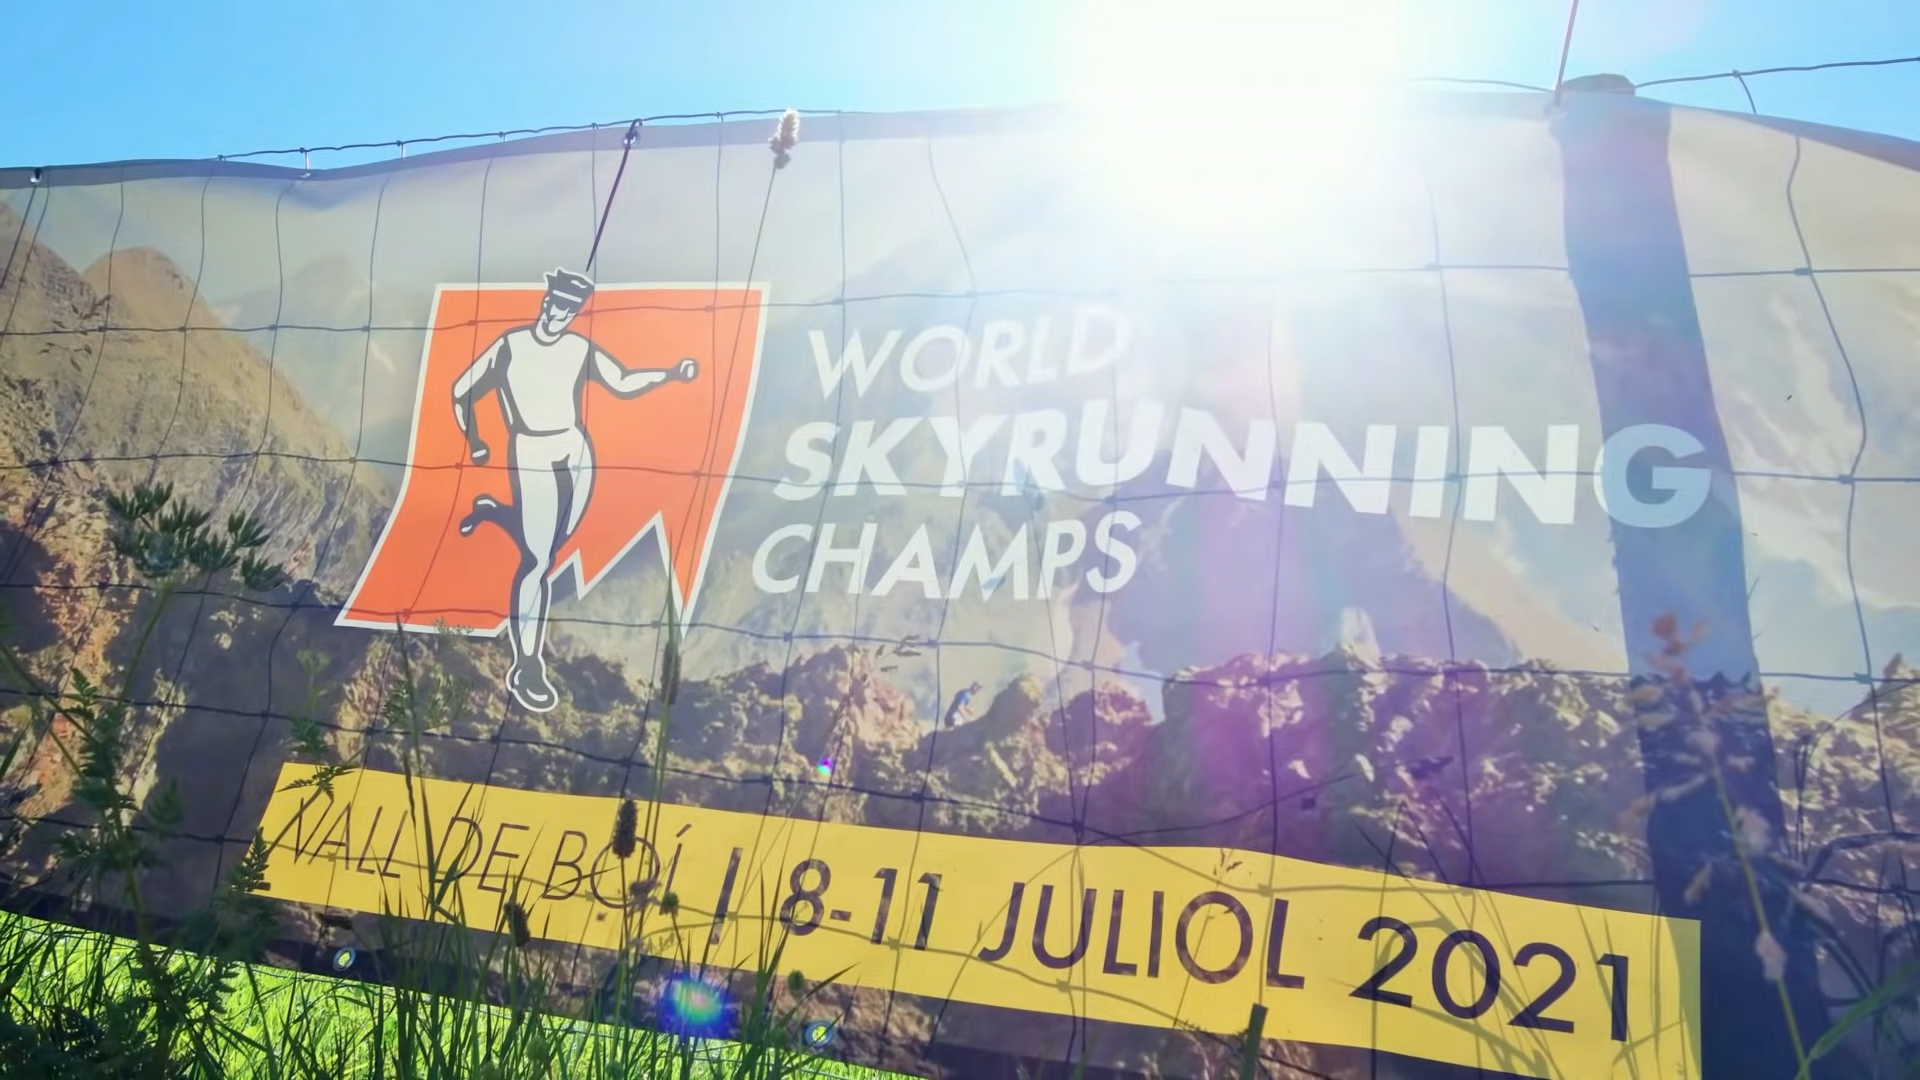 WORLD
SKYRUNNING
CHAMPS
VALL DE BOÍ | 8-11 JULIOL 2021